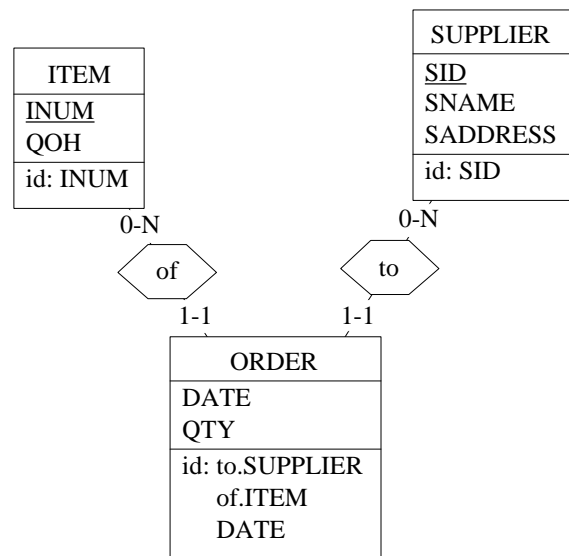 ITEM
INUM
QOH
id: INUM
SUPPLIER
SID
SNAME
SADDRESS
id: SID
0-N
0-N
of
to
1-1
1-1
ORDER
DATE
QTY
id: to.SUPPLIER
of.ITEM
DATE